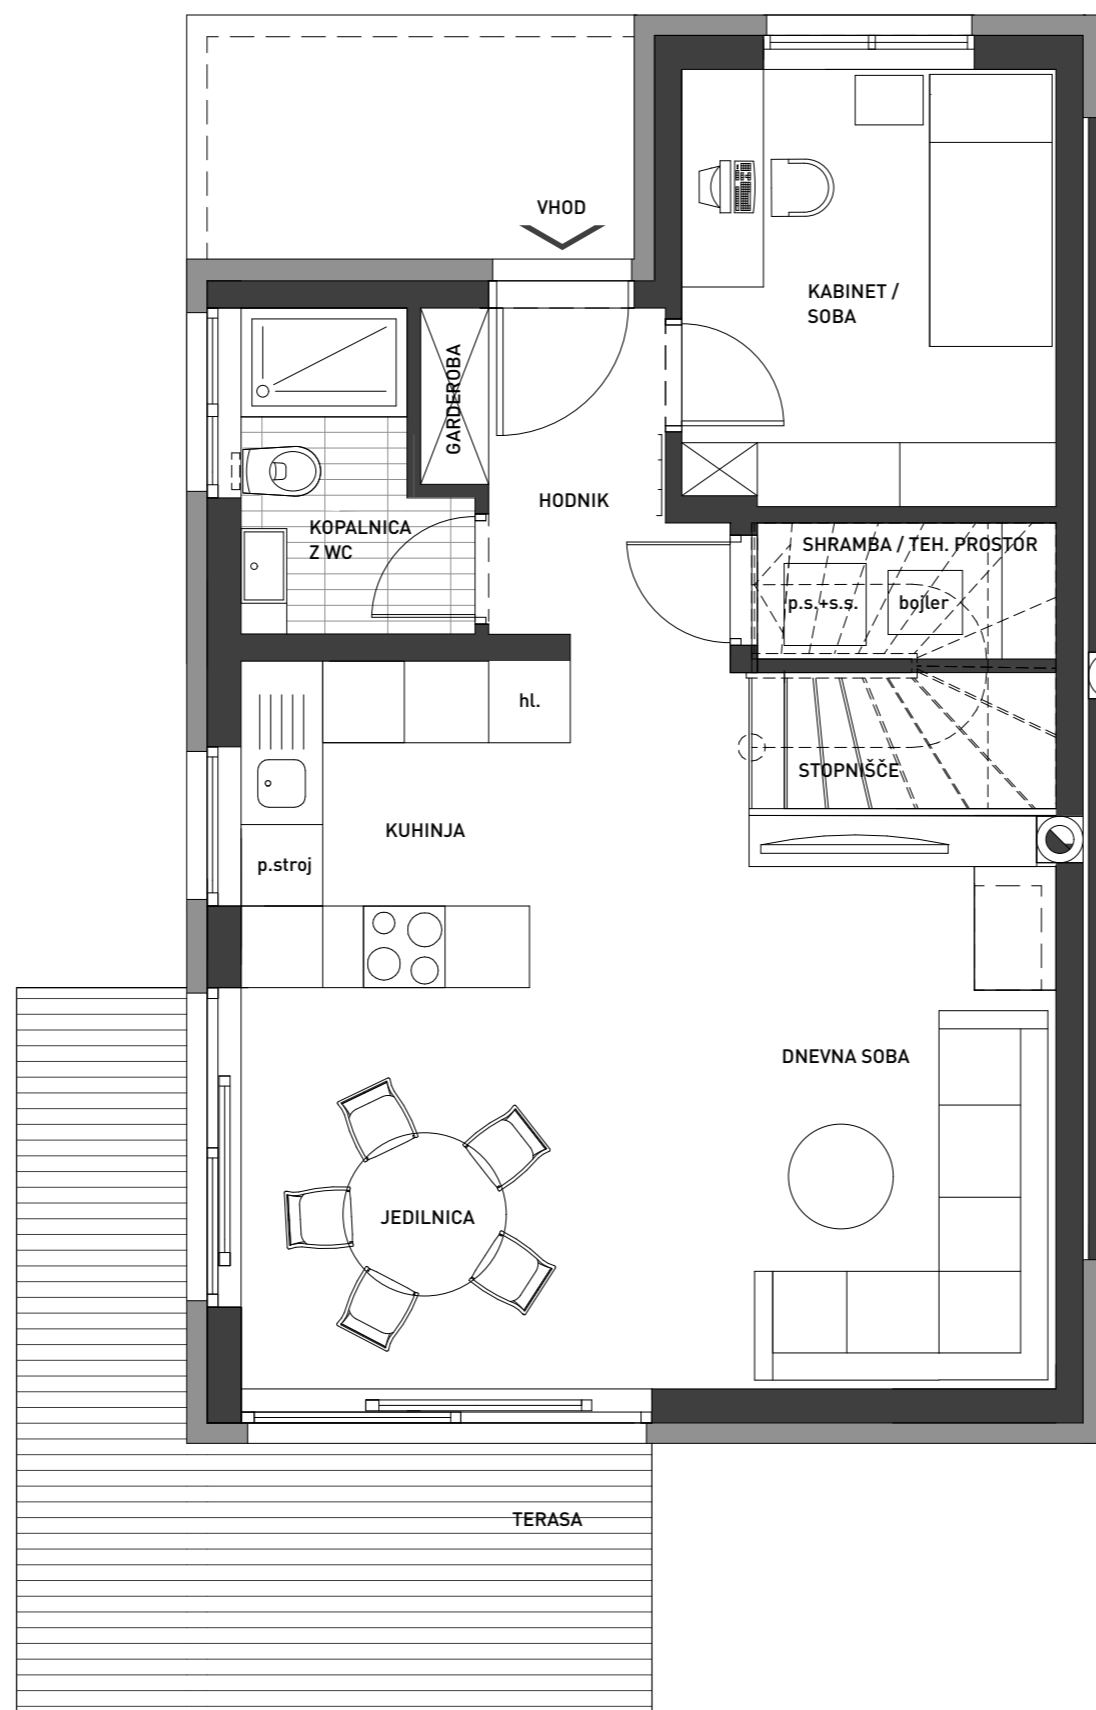 VHOD
KABINET /
SOBA
GARDEROBA
HODNIK
KOPALNICA
Z WC
SHRAMBA / TEH. PROSTOR
p.s.+s.s.
bojler
hl.
STOPNIŠČE
KUHINJA
p.stroj
DNEVNA SOBA
JEDILNICA
TERASA